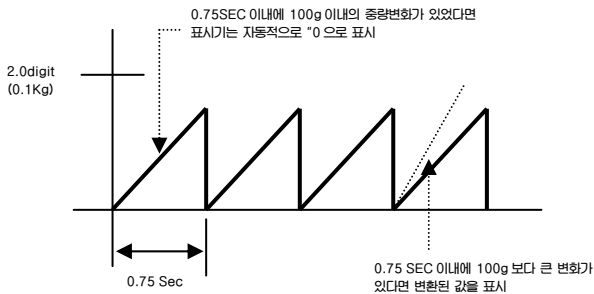 0.75SEC 이내에 100g 이내의 중량변화가 있었다면
표시기는 자동적으로 "0 으로 표시
2.0digit
(0.1Kg)
0.75 Sec
0.75 SEC 이내에 100g 보다 큰 변화가
있다면 변환된 값을 표시